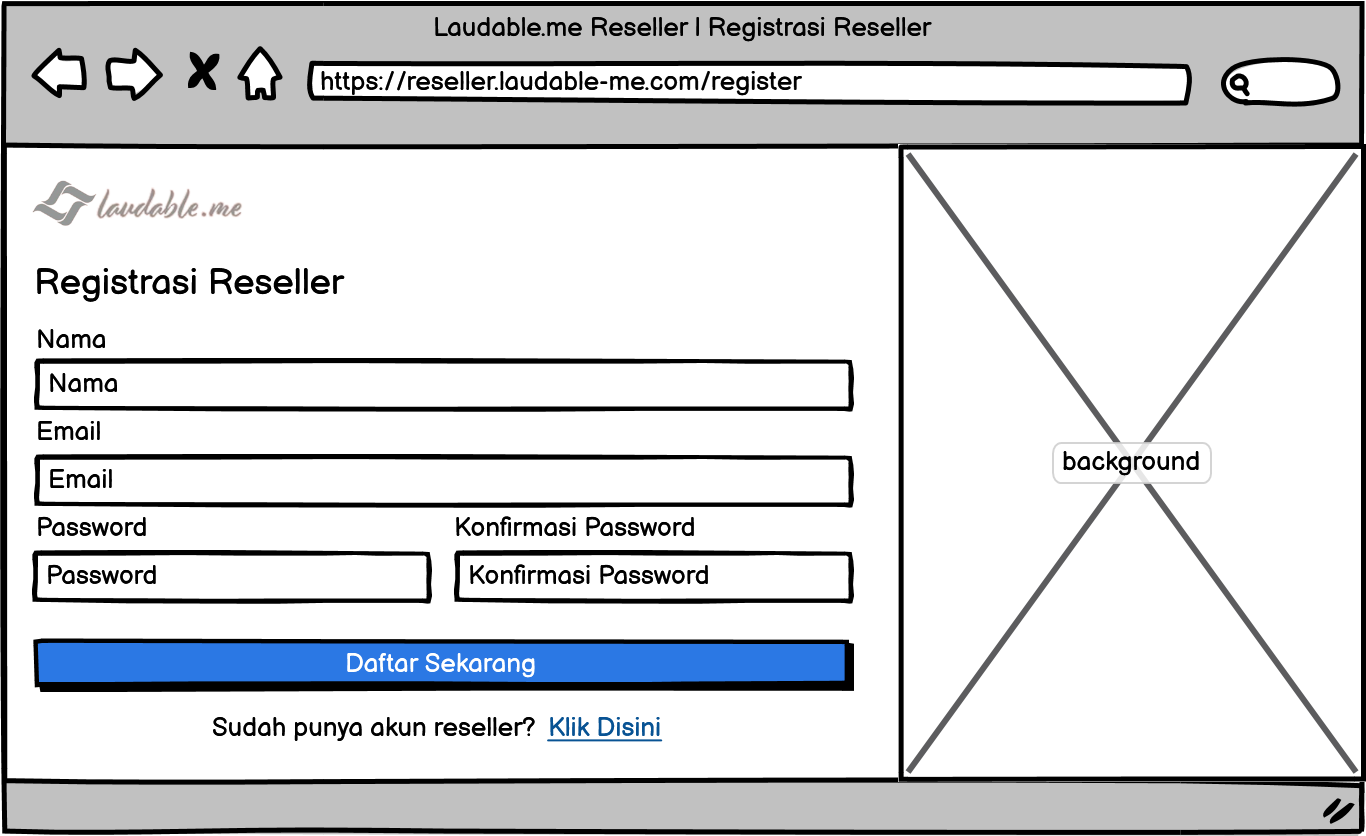 Laudable.me Reseller | Registrasi Reseller
https://reseller.laudable-me.com/register
laudable.me
Registrasi Reseller
Nama
Nama
Email
Email
Password Konfirmasi Password
Password Konfirmasi Password
Daftar Sekarang
Sudah punya akun reseller? Klik Disini
background